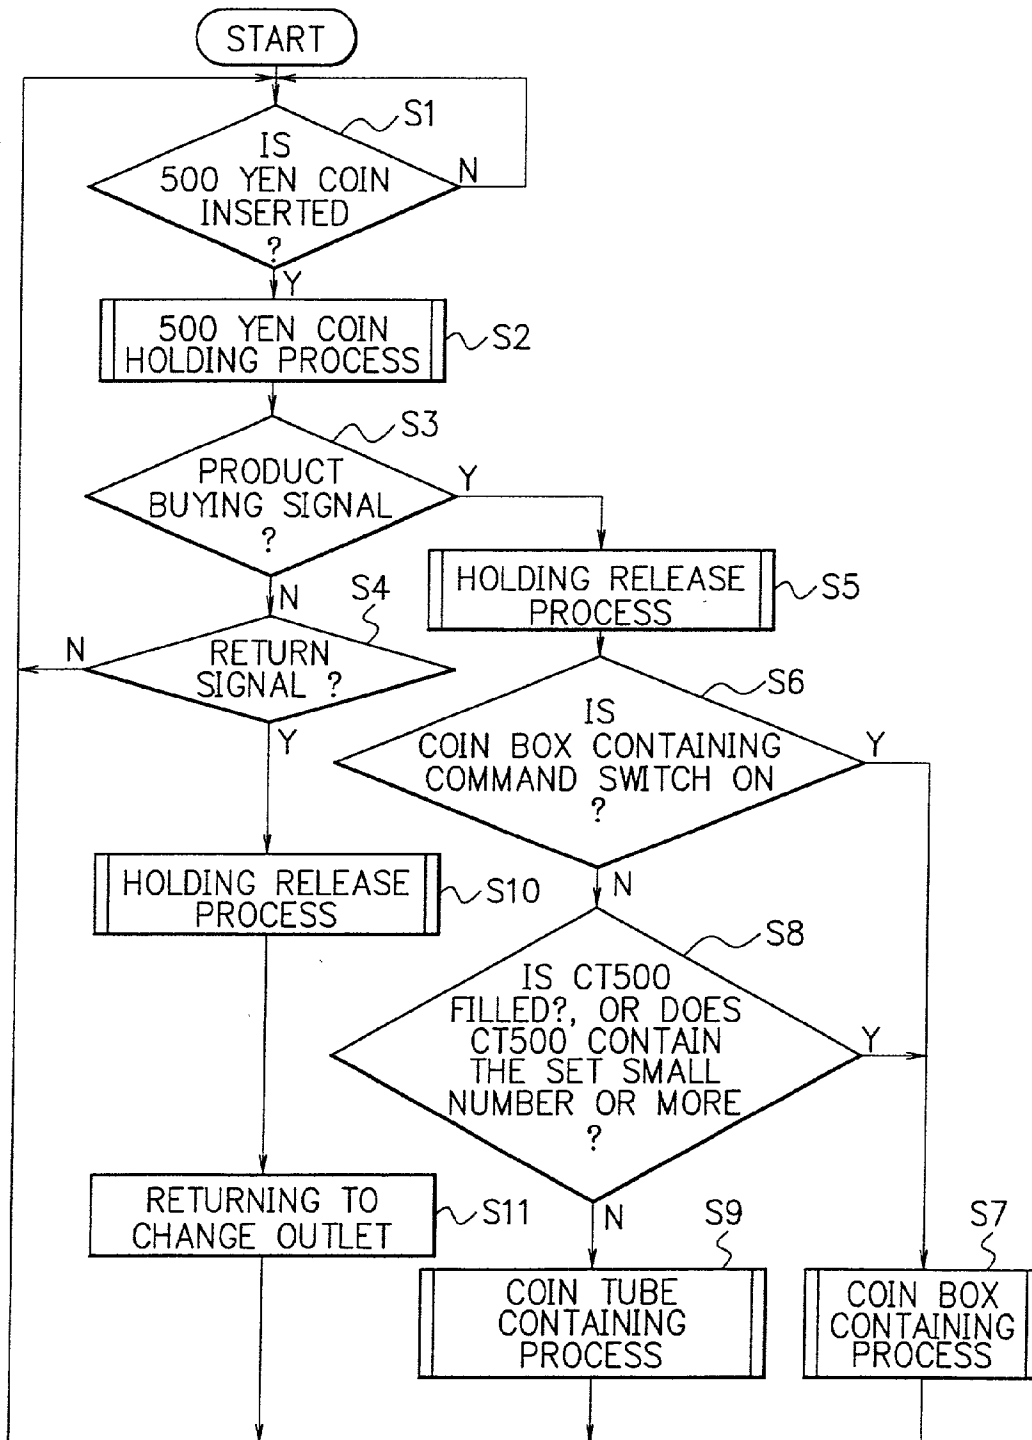 START
S1
IS
500 YEN COIN
INSERTED
?
N
Y
500 YEN COIN
HOLDING PROCESS
S2
S3
PRODUCT
BUYING SIGNAL
?
Y
N
S4
RETURN
SIGNAL ?
N
Y
HOLDING RELEASE
PROCESS
S5
S6
IS
COIN BOX CONTAINING
COMMAND SWITCH ON
?
Y
N
HOLDING RELEASE
PROCESS
S10
S8
IS CT500
FILLED?, OR DOES
CT500 CONTAIN
THE SET SMALL
NUMBER OR MORE
?
Y
N
RETURNING TO
CHANGE OUTLET
S11
S9
COIN TUBE
CONTAINING
PROCESS
S7
COIN BOX
CONTAINING
PROCESS